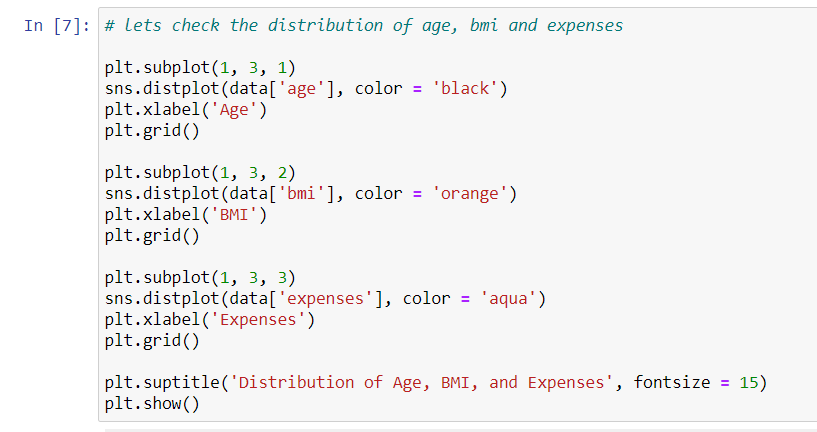 In [7]: # lets check the distribution of age, bmi and expenses
plt.subplot(1, 3, 1)
sns.distplot(data['age'], color = 'black')
plt.xlabel('Age')
plt.grid()
plt.subplot(1, 3, 2)
sns.distplot(data['bmi'], color = 'orange')
plt.xlabel('BMI')
plt.grid()
plt.subplot(1, 3, 3)
sns.distplot(data['expenses'], color = 'aqua')
plt.xlabel('Expenses')
plt.grid()
plt.suptitle('Distribution of Age, BMI, and Expenses', fontsize = 15)
plt.show()